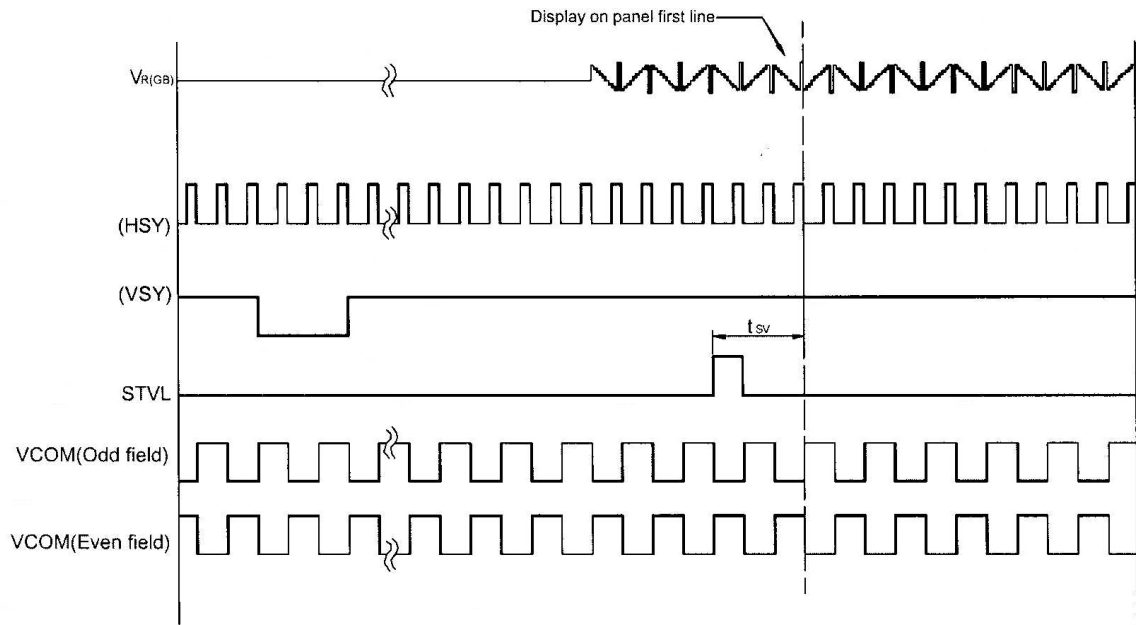 Display on panel first line
VR(GB)
(HSY)
(VSY)
tSV
STVL
VCOM(Odd field)
VCOM(Even field)